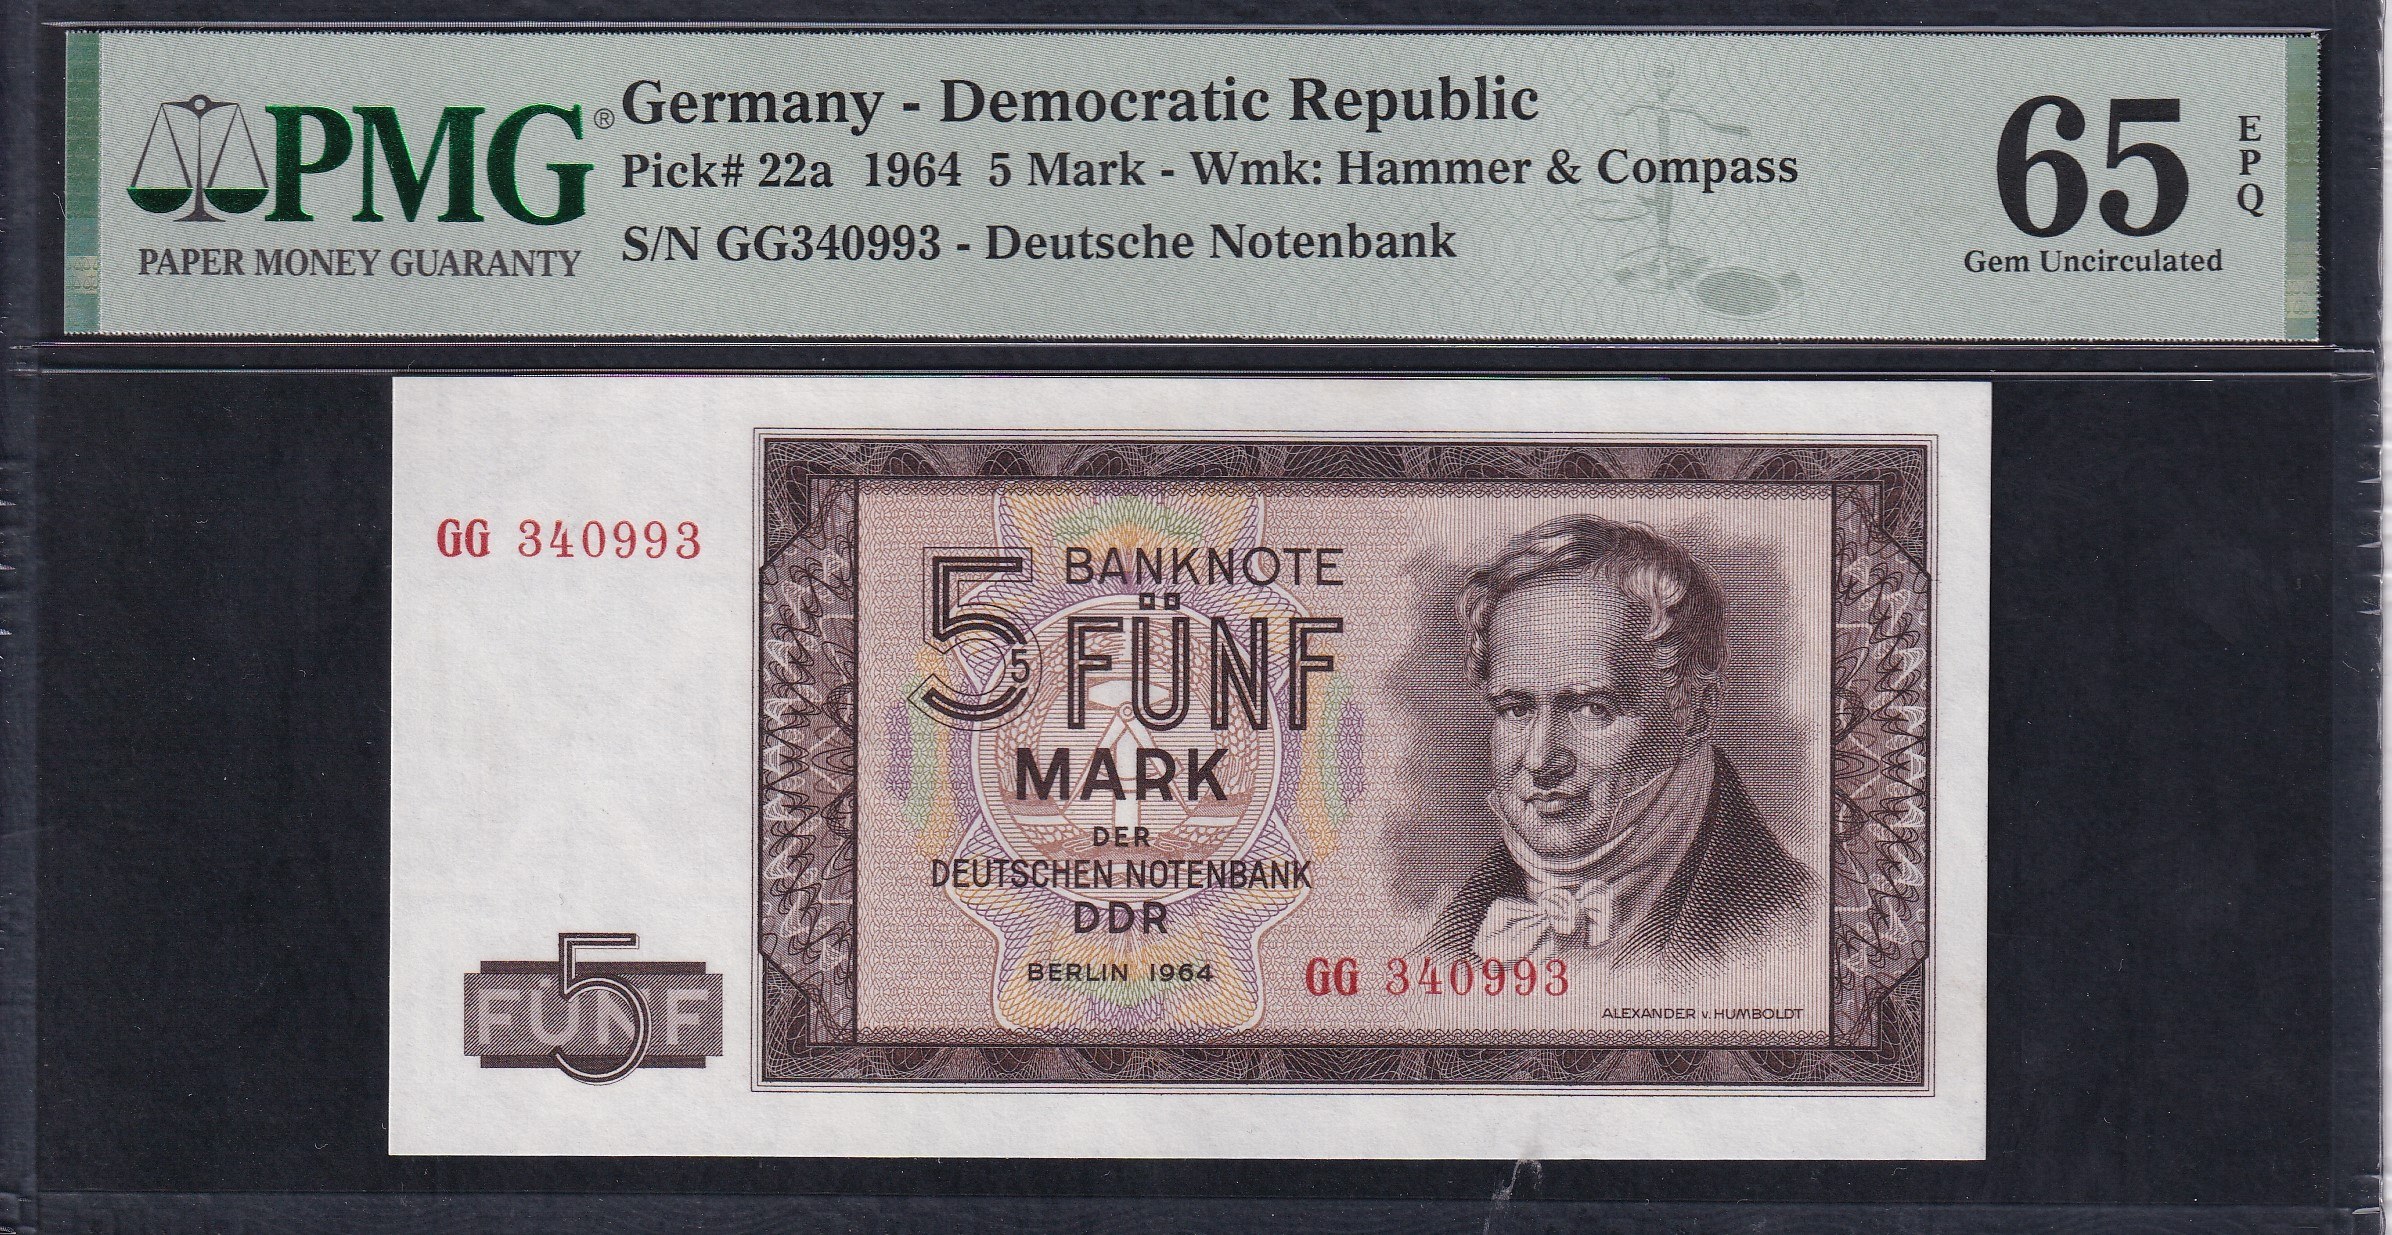 PMG®
PAPER MONEY GUARANTY
Germany - Democratic Republic
Pick# 22a 1964 5 Mark - Wmk: Hammer & Compass
S/N GG340993 - Deutsche Notenbank
65
EPQ
Gem Uncirculated
GG 340993
5
5
BANKNOTE
FÜNF
MARK
DER
DEUTSCHEN NOTENBANK
DDR
BERLIN 1964
GG 340993
ALEXANDER v. HUMBOLDT
5
FÜNF